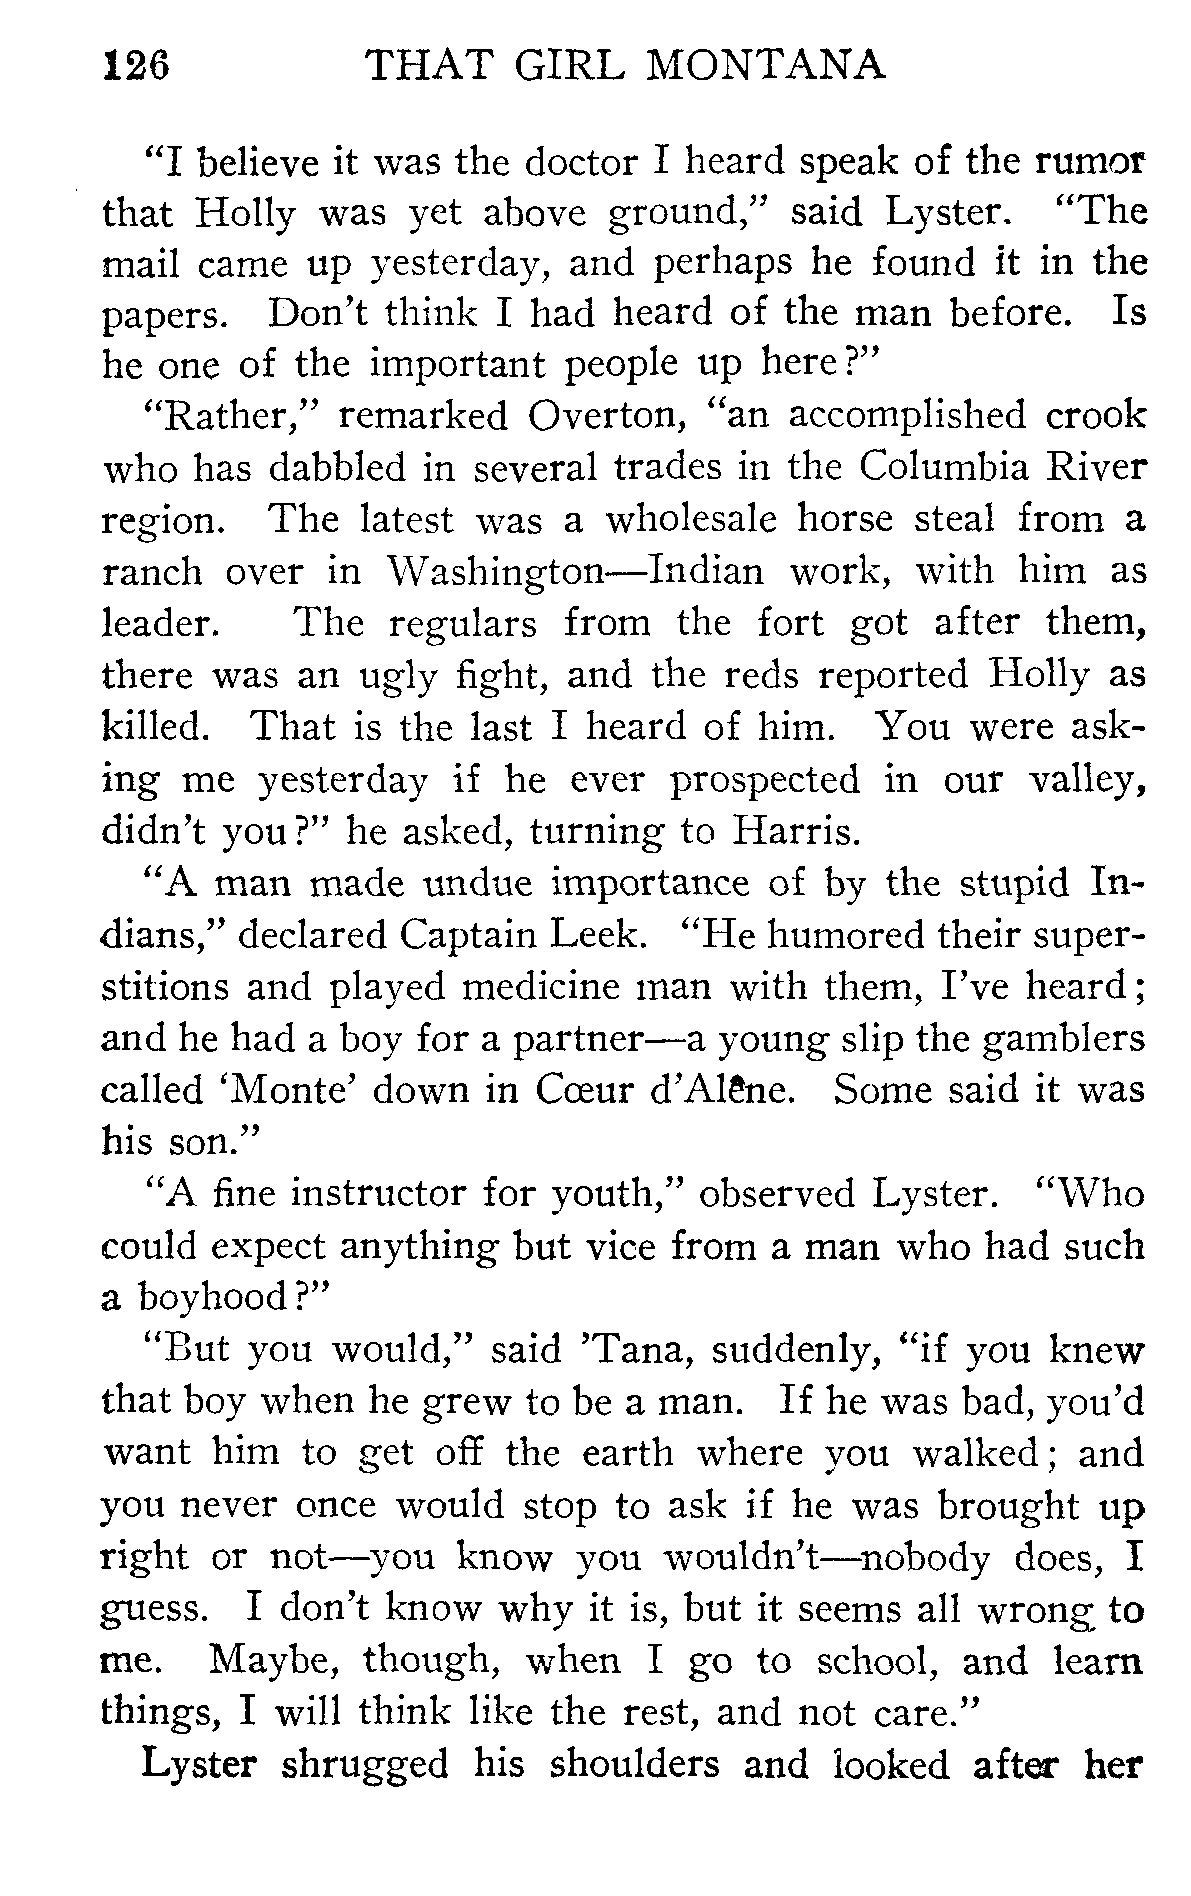 126 THAT GIRL MONTANA
“I believe it was the doctor I heard speak of the rumor
that Holly was yet above ground,” said Lyster. “The
mail came up yesterday, and perhaps he found it in the
papers. Don’t think I had heard of the man before. Is
he one of the important people up here?”
“Rather,” remarked Overton, “an accomplished crook
who has dabbled in several trades in the Columbia River
region. The latest was a wholesale horse steal from a
ranch over in Washington—Indian work, with him as
leader. The regulars from the fort got after them,
there was an ugly fight, and the reds reported Holly as
killed. That is the last I heard of him. You were ask-
ing me yesterday if he ever prospected in our valley,
didn’t you?” he asked, turning to Harris.
“A man made undue importance of by the stupid In-
dians,” declared Captain Leek. “He humored their super-
stitions and played medicine man with them, I’ve heard;
and he had a boy for a partner—a young slip the gamblers
called ‘Monte’ down in Cœur d’Alêne. Some said it was
his son.”
“A fine instructor for youth,” observed Lyster. “Who
could expect anything but vice from a man who had such
a boyhood?”
“But you would,” said ’Tana, suddenly, “if you knew
that boy when he grew to be a man. If he was bad, you’d
want him to get off the earth where you walked; and
you never once would stop to ask if he was brought up
right or not—you know you wouldn’t—nobody does, I
guess. I don’t know why it is, but it seems all wrong to
me. Maybe, though, when I go to school, and learn
things, I will think like the rest, and not care.”
Lyster shrugged his shoulders and looked after her